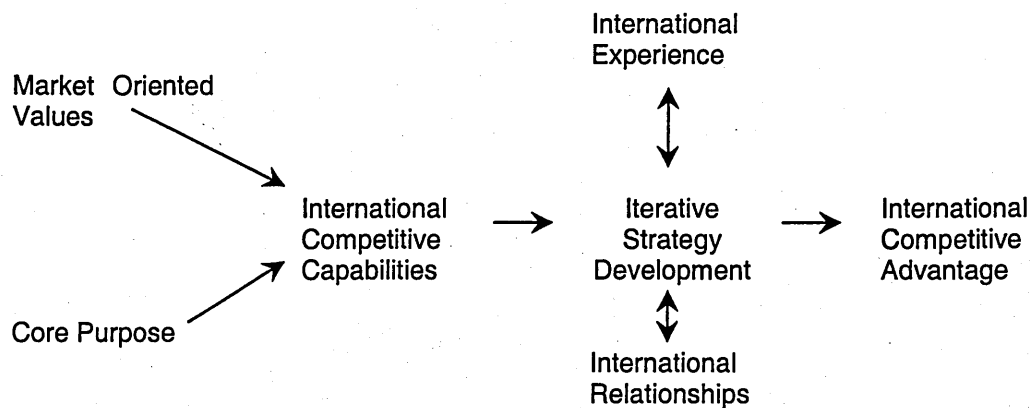 Market Oriented
Values
Core Purpose
International
Competitive
Capabilities
International
Experience
Iterative
Strategy
Development
International
Relationships
International
Competitive
Advantage